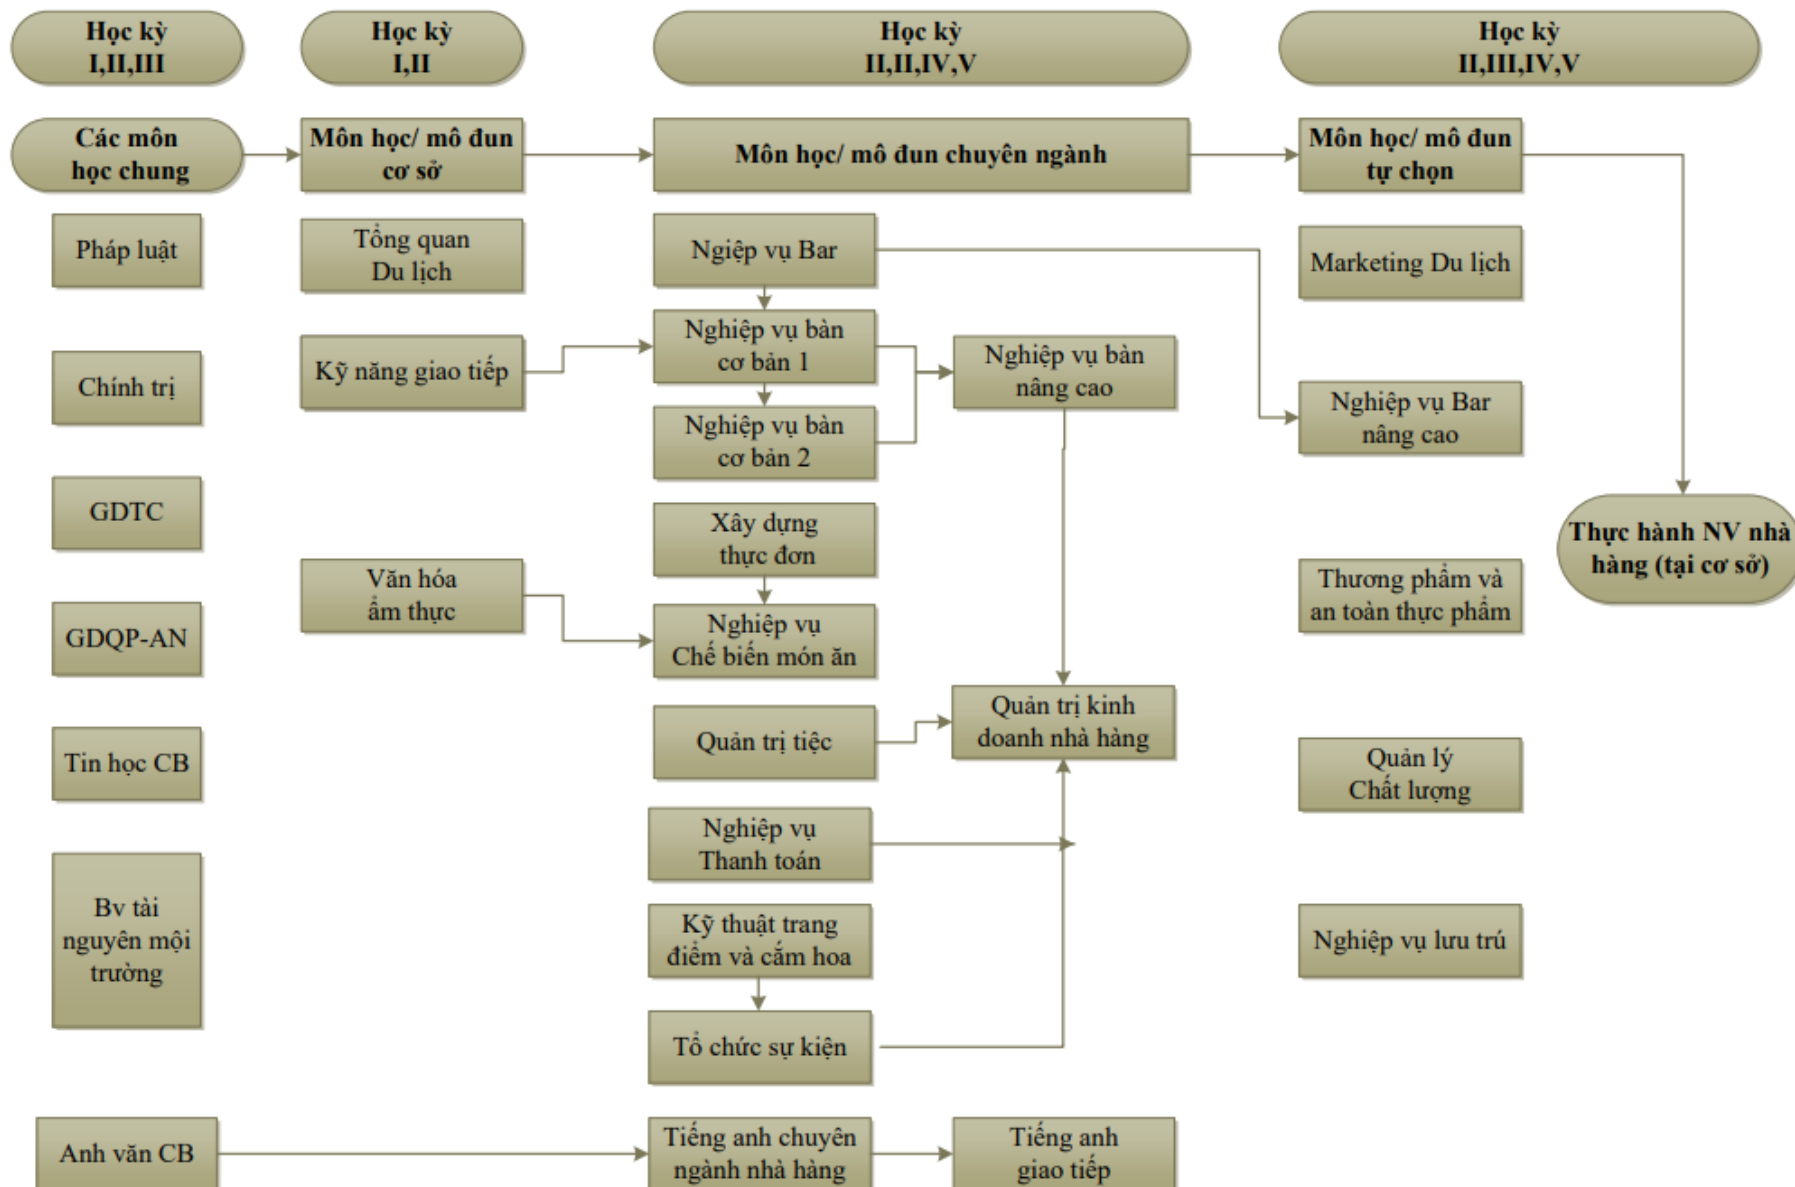 Học kỳ
I,II,III
Học kỳ
I,II
Học kỳ
II,II,IV,V
Học kỳ
II,III,IV,V
Các môn
học chung
Môn học/ mô đun
cơ sở
Môn học/ mô đun chuyên ngành
Môn học/ mô đun
tự chọn
Pháp luật
Chính trị
GDTC
GDQP-AN
Tin học CB
Bv tài
nguyên mội
trường
Anh văn CB
Tổng quan
Du lịch
Kỹ năng giao tiếp
Văn hóa
ẩm thực
Ngiệp vụ Bar
Nghiệp vụ bàn
cơ bản 1
Nghiệp vụ bàn
cơ bản 2
Xây dựng
thực đơn
Nghiệp vụ
Chế biến món ăn
Quản trị tiệc
Nghiệp vụ
Thanh toán
Kỹ thuật trang
điểm và cắm hoa
Tổ chức sự kiện
Tiếng anh chuyên
ngành nhà hàng
Nghiệp vụ bàn
nâng cao
Quản trị kinh
doanh nhà hàng
Tiếng anh
giao tiếp
Marketing Du lịch
Nghiệp vụ Bar
nâng cao
Thương phẩm và
an toàn thực phẩm
Quản lý
Chất lượng
Nghiệp vụ lưu trú
Thực hành NV nhà
hàng (tại cơ sở)